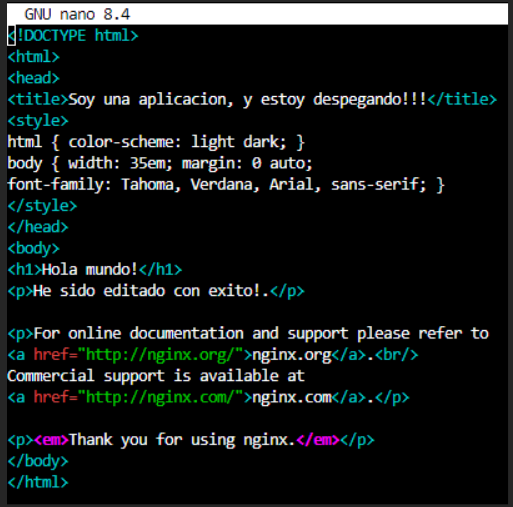 GNU nano 8.4
<!DOCTYPE html>
<html>
<head>
<title>Soy una aplicacion, y estoy despegando!!!</title>
<style>
html { color-scheme: light dark; }
body { width: 35em; margin: 0 auto;
font-family: Tahoma, Verdana, Arial, sans-serif; }
</style>
</head>
<body>
<h1>Hola mundo!</h1>
<p>He sido editado con exito!.</p>

<p>For online documentation and support please refer to
<a href="http://nginx.org/">nginx.org</a>.<br/>
Commercial support is available at
<a href="http://nginx.com/">nginx.com</a>.</p>

<p><em>Thank you for using nginx.</em></p>
</body>
</html>